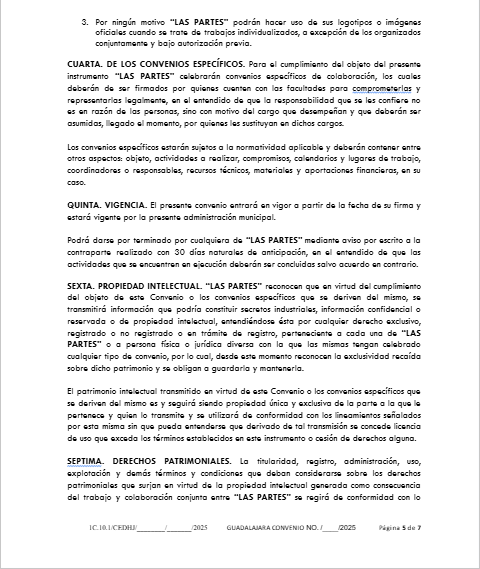 3. Por ningún motivo "LAS PARTES" podrán hacer uso de sus logotipos o imágenes
oficiales cuando se trate de trabajos individualizados, a excepción de los organizados
conjuntamente y bajo autorización previa.
CUARTA. DE LOS CONVENIOS ESPECÍFICOS. Para el cumplimiento del objeto del presente
instrumento "LAS PARTES" celebrarán convenios específicos de colaboración, los cuales
deberán de ser firmados por quienes cuenten con las facultades para comprometerlas y
representarlas legalmente, en el entendido de que la responsabilidad que se les confiere no
es en razón de las personas, sino con motivo del cargo que desempeñan y que deberán ser
asumidas, llegado el momento, por quienes les sustituyan en dichos cargos.
Los convenios específicos estarán sujetos a la normatividad aplicable y deberán contener entre
otros aspectos: objeto, actividades a realizar, compromisos, calendarios y lugares de trabajo,
coordinadores o responsables, recursos técnicos, materiales y aportaciones financieras, en su
caso.
QUINTA. VIGENCIA. El presente convenio entrará en vigor a partir de la fecha de su firma y
estará vigente por la presente administración municipal.
Podrá darse por terminado por cualquiera de "LAS PARTES" mediante aviso por escrito a la
contraparte realizado con 30 días naturales de anticipación, en el entendido de que las
actividades que se encuentren en ejecución deberán ser concluidas salvo acuerdo en contrario.
SEXTA. PROPIEDAD INTELECTUAL. "LAS PARTES" reconocen que en virtud del cumplimiento
del objeto de este Convenio o los convenios específicos que se deriven del mismo, se
transmitirá información que podría constituir secretos industriales, información confidencial o
reservada o de propiedad intelectual, entendiéndose ésta por cualquier derecho exclusivo,
registrado o no registrado o en trámite de registro, perteneciente a cada una de "LAS
PARTES" o a persona física o jurídica diversa con la que las mismas tengan celebrado
cualquier tipo de convenio, por lo cual, desde este momento reconocen la exclusividad recaída
sobre dicho patrimonio y se obligan a guardarla y mantenerla.
El patrimonio intelectual transmitido en virtud de este Convenio o los convenios específicos que
se deriven del mismo es y seguirá siendo propiedad única y exclusiva de la parte a la que le
pertenece y quien lo transmite y se utilizará de conformidad con los lineamientos señalados
por esta misma sin que pueda entenderse que derivado de tal transmisión se concede licencia
de uso que exceda los términos establecidos en este instrumento o cesión de derechos alguna.
SEPTIMA. DERECHOS PATRIMONIALES. La titularidad, registro, administración, uso,
explotación y demás términos y condiciones que deban considerarse sobre los derechos
patrimoniales que surjan en virtud de la propiedad intelectual generada como consecuencia
del trabajo y colaboración conjunta entre "LAS PARTES" se regirá de conformidad con lo
1C.10.1/CEDHJ/_______/______/2025 GUADALAJARA CONVENIO NO. /____/2025 Página 5 de 7